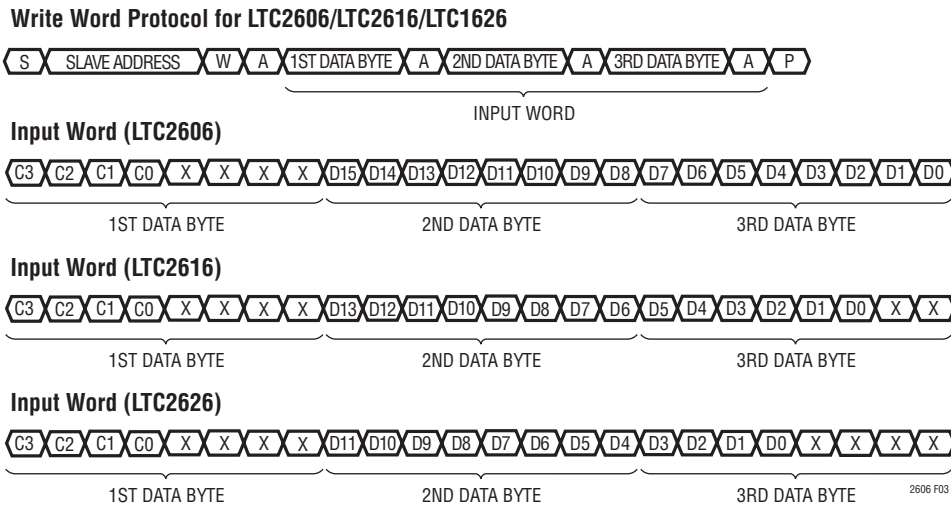 Write Word Protocol for LTC2606/LTC2616/LTC1626
S SLAVE ADDRESS W A 1ST DATA BYTE A 2ND DATA BYTE A 3RD DATA BYTE A P
INPUT WORD
Input Word (LTC2606)
C3 C2 C1 C0 X X X X D15 D14 D13 D12 D11 D10 D9 D8 D7 D6 D5 D4 D3 D2 D1 D0
1ST DATA BYTE 2ND DATA BYTE 3RD DATA BYTE
Input Word (LTC2616)
C3 C2 C1 C0 X X X X D13 D12 D11 D10 D9 D8 D7 D6 D5 D4 D3 D2 D1 D0 X X
1ST DATA BYTE 2ND DATA BYTE 3RD DATA BYTE
Input Word (LTC2626)
C3 C2 C1 C0 X X X X D11 D10 D9 D8 D7 D6 D5 D4 D3 D2 D1 D0 X X X X
1ST DATA BYTE 2ND DATA BYTE 3RD DATA BYTE 2606 F03